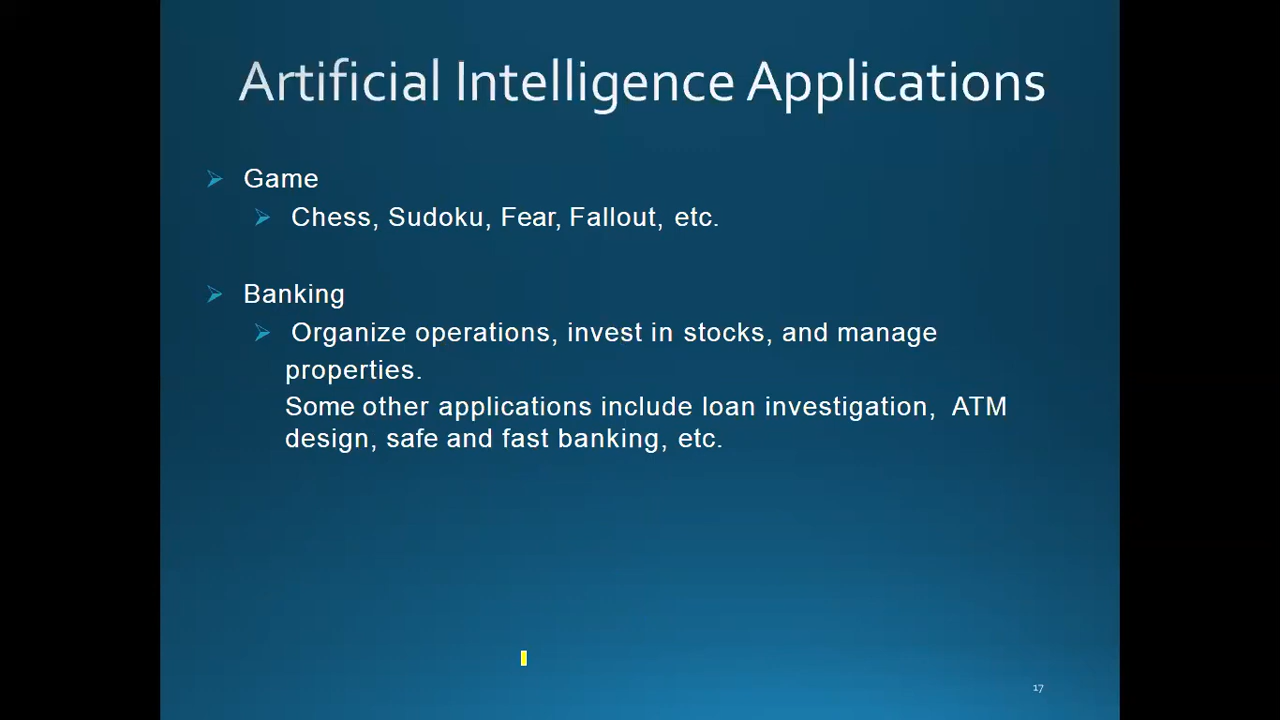 Artificial Intelligence Applications
Game
Chess, Sudoku, Fear, Fallout, etc.
Banking
Organize operations, invest in stocks, and manage
properties.
Some other applications include loan investigation,  ATM
design, safe and fast banking, etc.
17